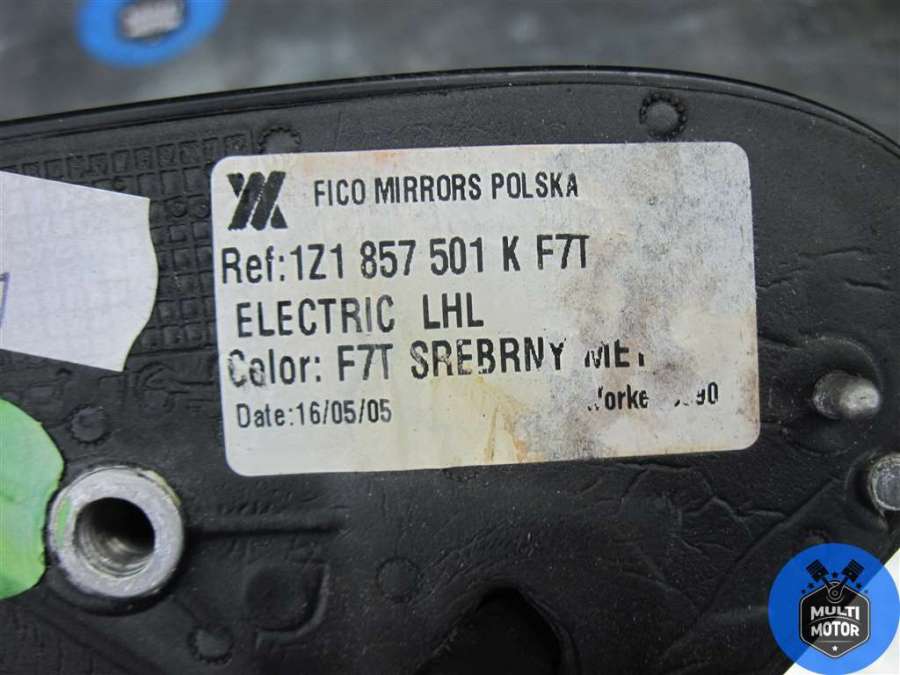 FICO MIRRORS POLSKA
Ref:1Z1 857 501 K F7T
ELECTRIC LHL
Color: F7T SREBRNY MET
Date:16/05/05
MULTI
MOTOR